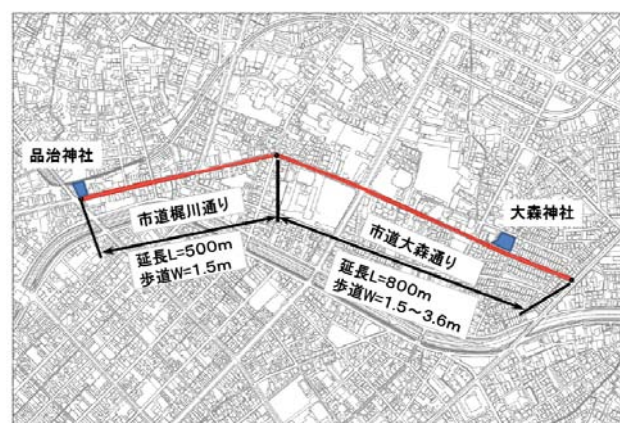 品治神社
市道梶川通り
延長L=500m
歩道W=1.5m
大森神社
市道大森通り
延長L=800m
歩道W=1.5～3.6m